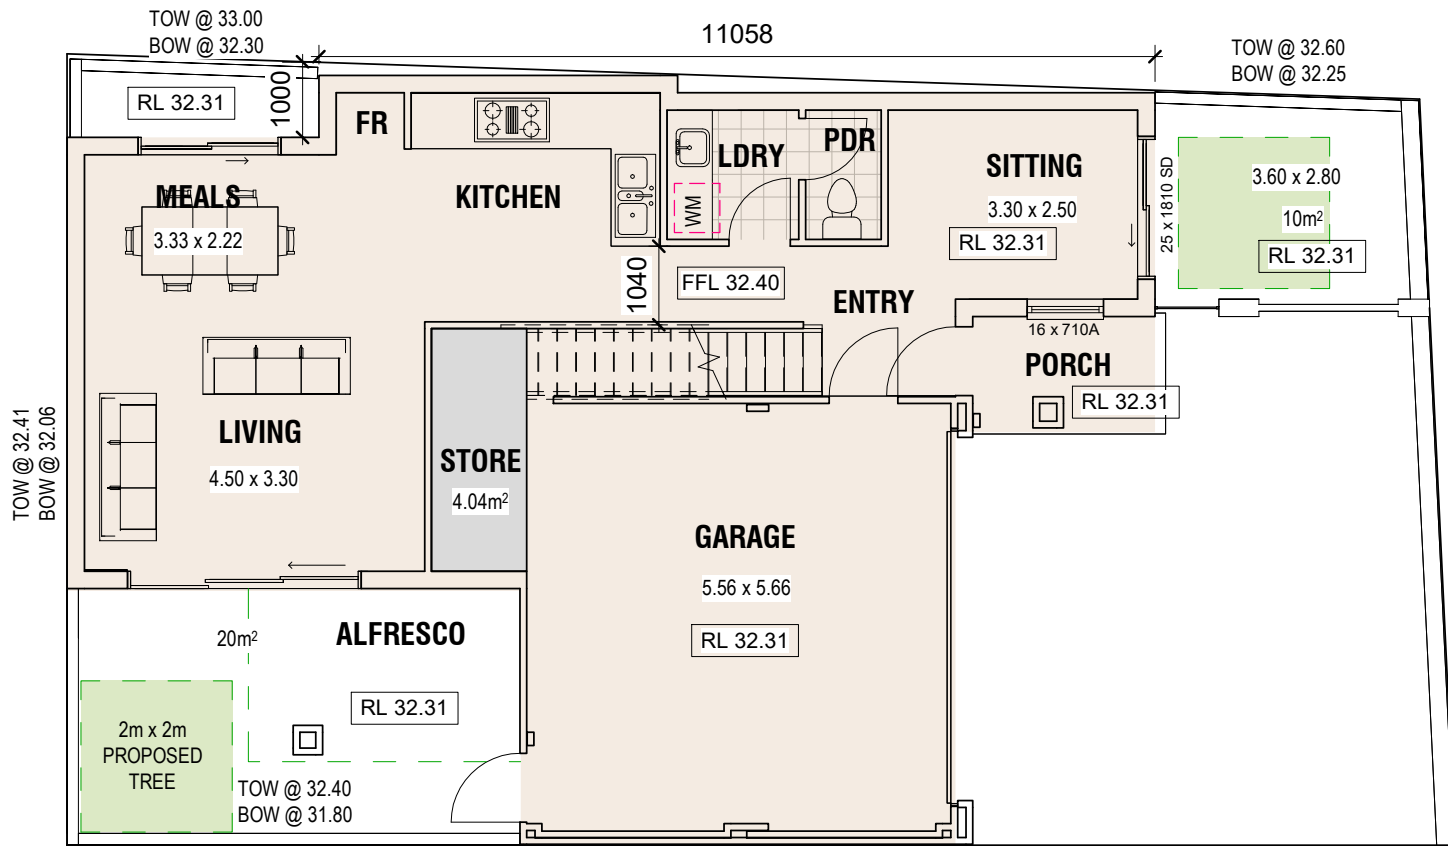 TOW @ 33.00
BOW @ 32.30
11058
TOW @ 32.60
BOW @ 32.25
RL 32.31
1000
FR
LDRY
PDR
SITTING
3.30 x 2.50
RL 32.31
25 x 1810 SD
3.60 x 2.80
10m²
RL 32.31
MEALS
3.33 x 2.22
KITCHEN
WM
1040
FFL 32.40
ENTRY
16 x 710A
PORCH
RL 32.31
TOW @ 32.41
BOW @ 32.06
LIVING
4.50 x 3.30
STORE
4.04m²
GARAGE
5.56 x 5.66
RL 32.31
20m²
ALFRESCO
RL 32.31
2m x 2m
PROPOSED
TREE
TOW @ 32.40
BOW @ 31.80